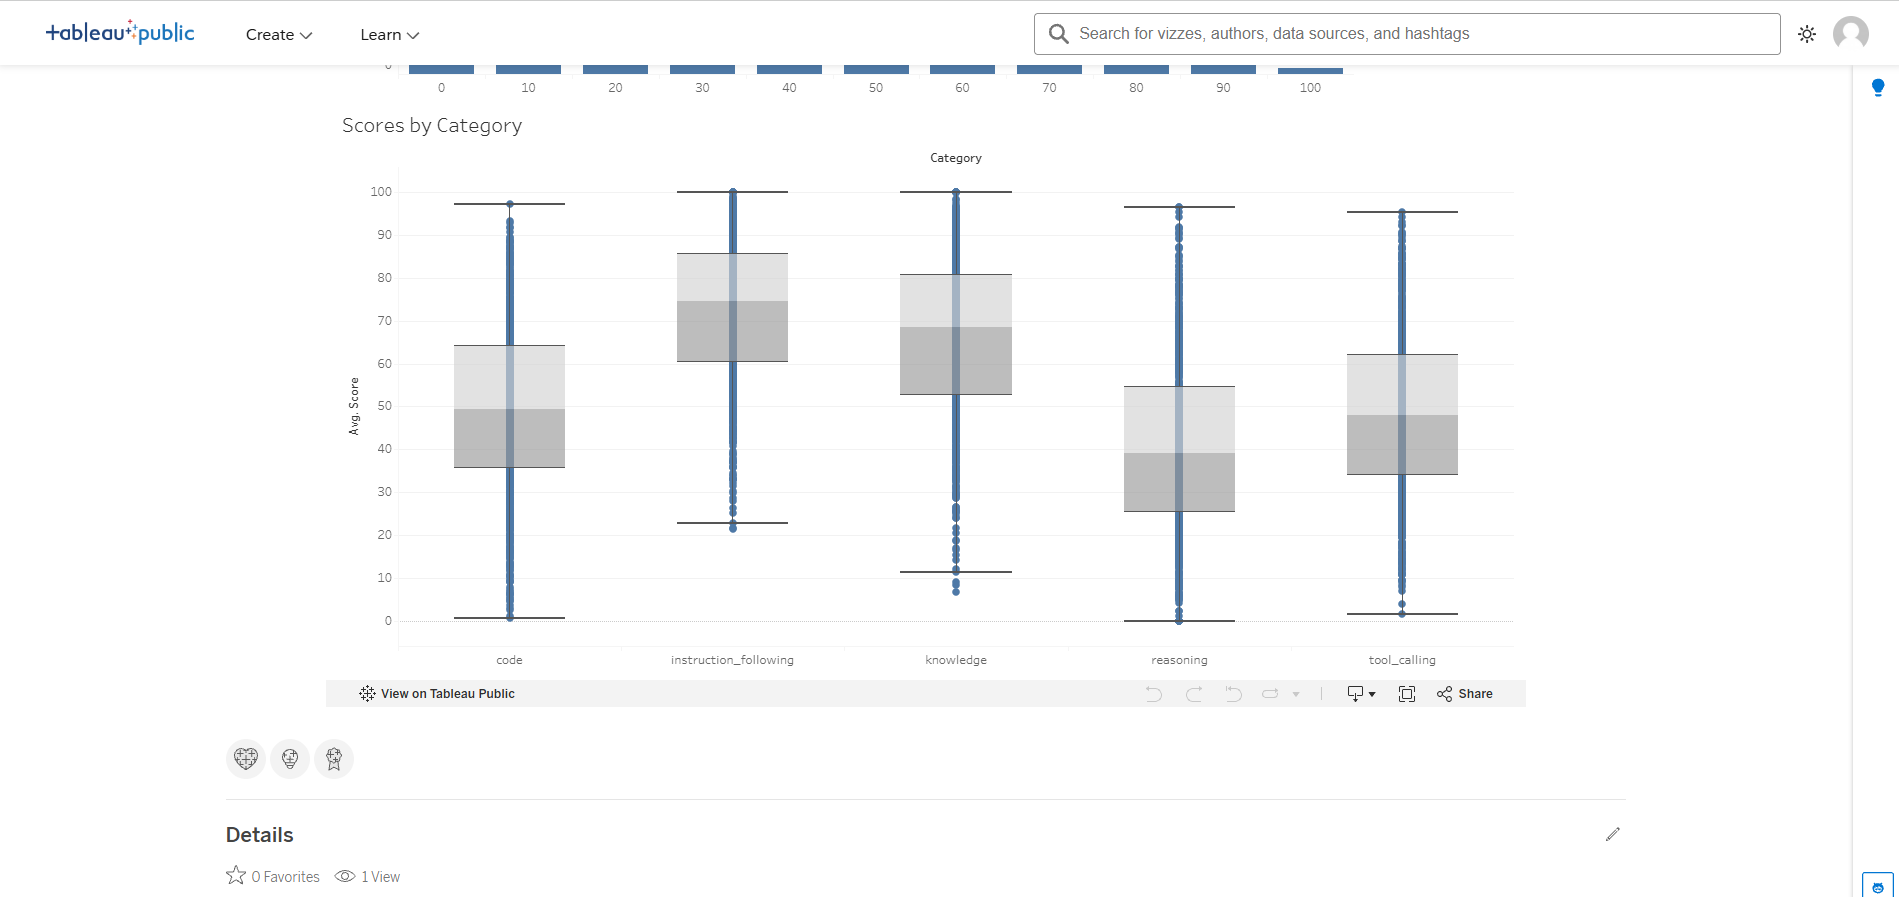 tableau public
Create
Learn
Search for vizzes, authors, data sources, and hashtags
0
0 10 20 30 40 50 60 70 80 90 100
Scores by Category
Category
100
90
80
70
60
50
40
30
20
10
0
Avg. Score
code instruction_following knowledge reasoning tool_calling
View on Tableau Public
Share
Details
0 Favorites 1 View